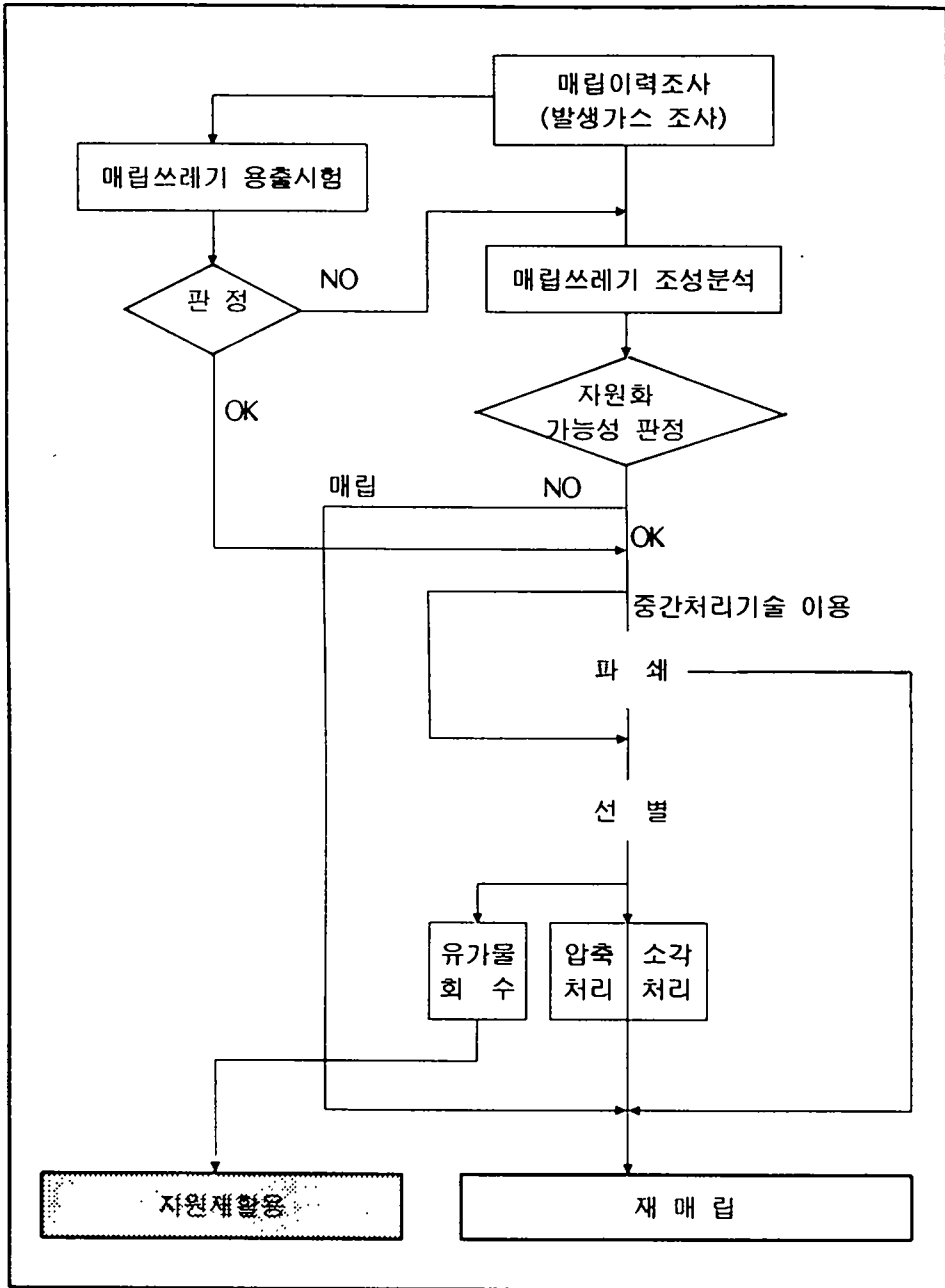 매립이력조사
(발생가스 조사)
매립쓰레기 용출시험
판 정
NO
매립쓰레기 조성분석
OK
자원화
가능성 판정
매립
NO
OK
중간처리기술 이용
파 쇄
선 별
유가물
회 수
압축
처리
소각
처리
자원재활용
재 매 립